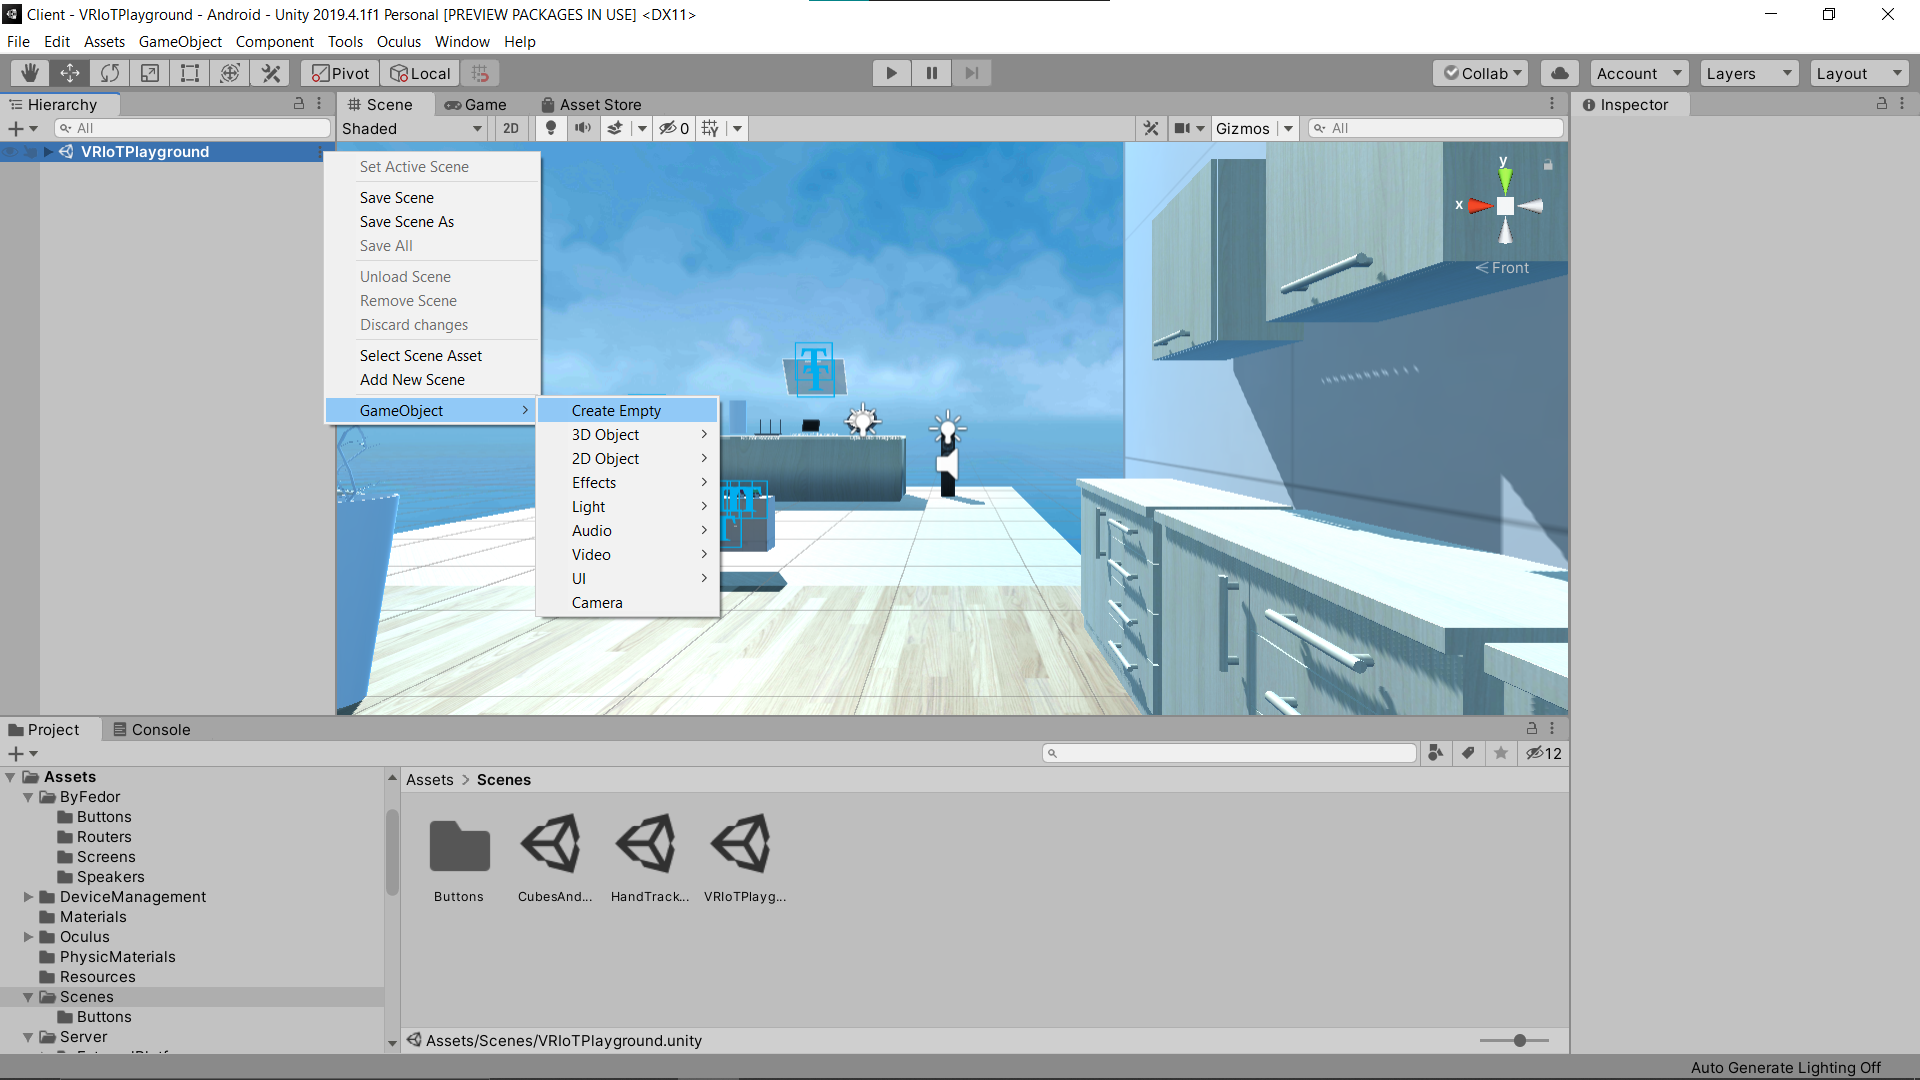 Client - VRIoTPlayground - Android - Unity 2019.4.1f1 Personal [PREVIEW PACKAGES IN USE] <DX11>
File Edit Assets GameObject Component Tools Oculus Window Help
Pivot Local Collab Account Layers Layout
Hierarchy
Scene Game Asset Store
Inspector
All
Shaded 2D 0 Gizmos All
VRIoTPlayground
Set Active Scene
Save Scene
Save Scene As
Save All
Unload Scene
Remove Scene
Discard changes
Select Scene Asset
Add New Scene
GameObject
Create Empty
3D Object
2D Object
Effects
Light
Audio
Video
UI
Camera
y
x
Front
Project Console
12
Assets
ByFedor
Buttons
Routers
Screens
Speakers
DeviceManagement
Materials
Oculus
PhysicMaterials
Resources
Scenes
Buttons
Server
Assets > Scenes
Buttons CubesAnd... HandTrack... VRIoTPlayg...
Assets/Scenes/VRIoTPlayground.unity
Auto Generate Lighting Off